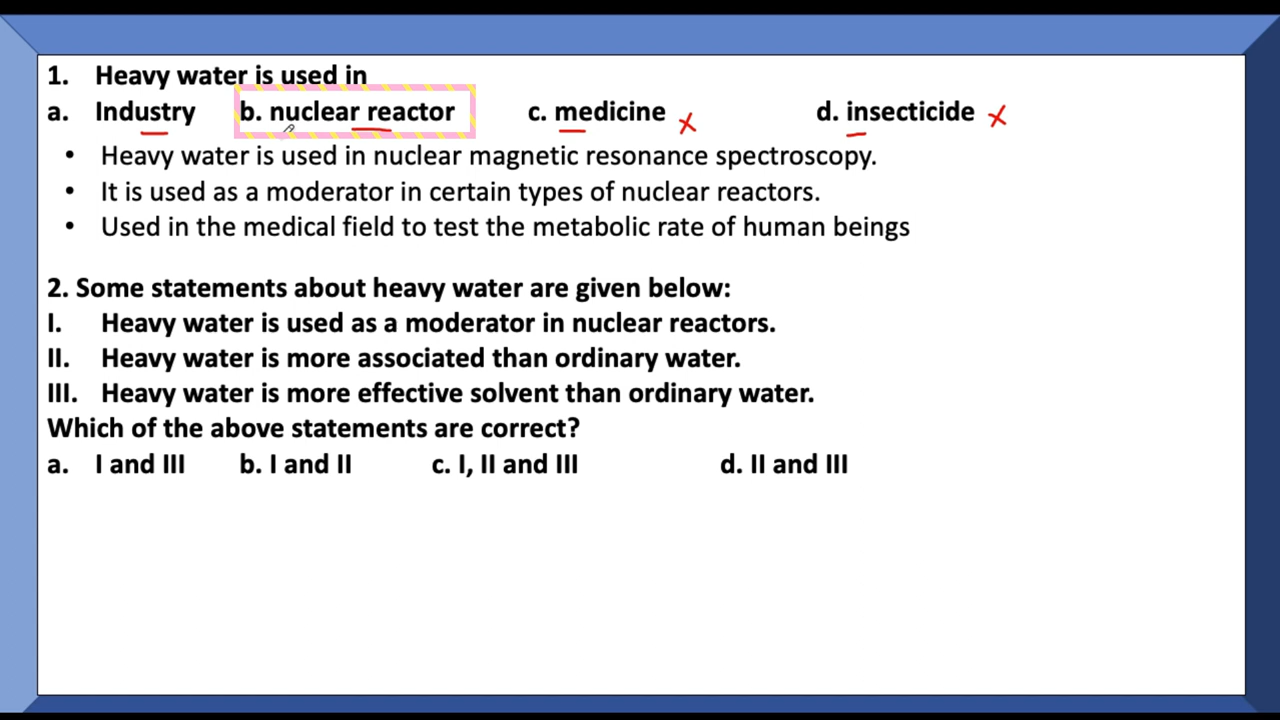 1. Heavy water is used in
a. Industry b. nuclear reactor c. medicine d. insecticide
• Heavy water is used in nuclear magnetic resonance spectroscopy.
• It is used as a moderator in certain types of nuclear reactors.
• Used in the medical field to test the metabolic rate of human beings
2. Some statements about heavy water are given below:
I. Heavy water is used as a moderator in nuclear reactors.
II. Heavy water is more associated than ordinary water.
III. Heavy water is more effective solvent than ordinary water.
Which of the above statements are correct?
a. I and III b. I and II c. I, II and III d. II and III